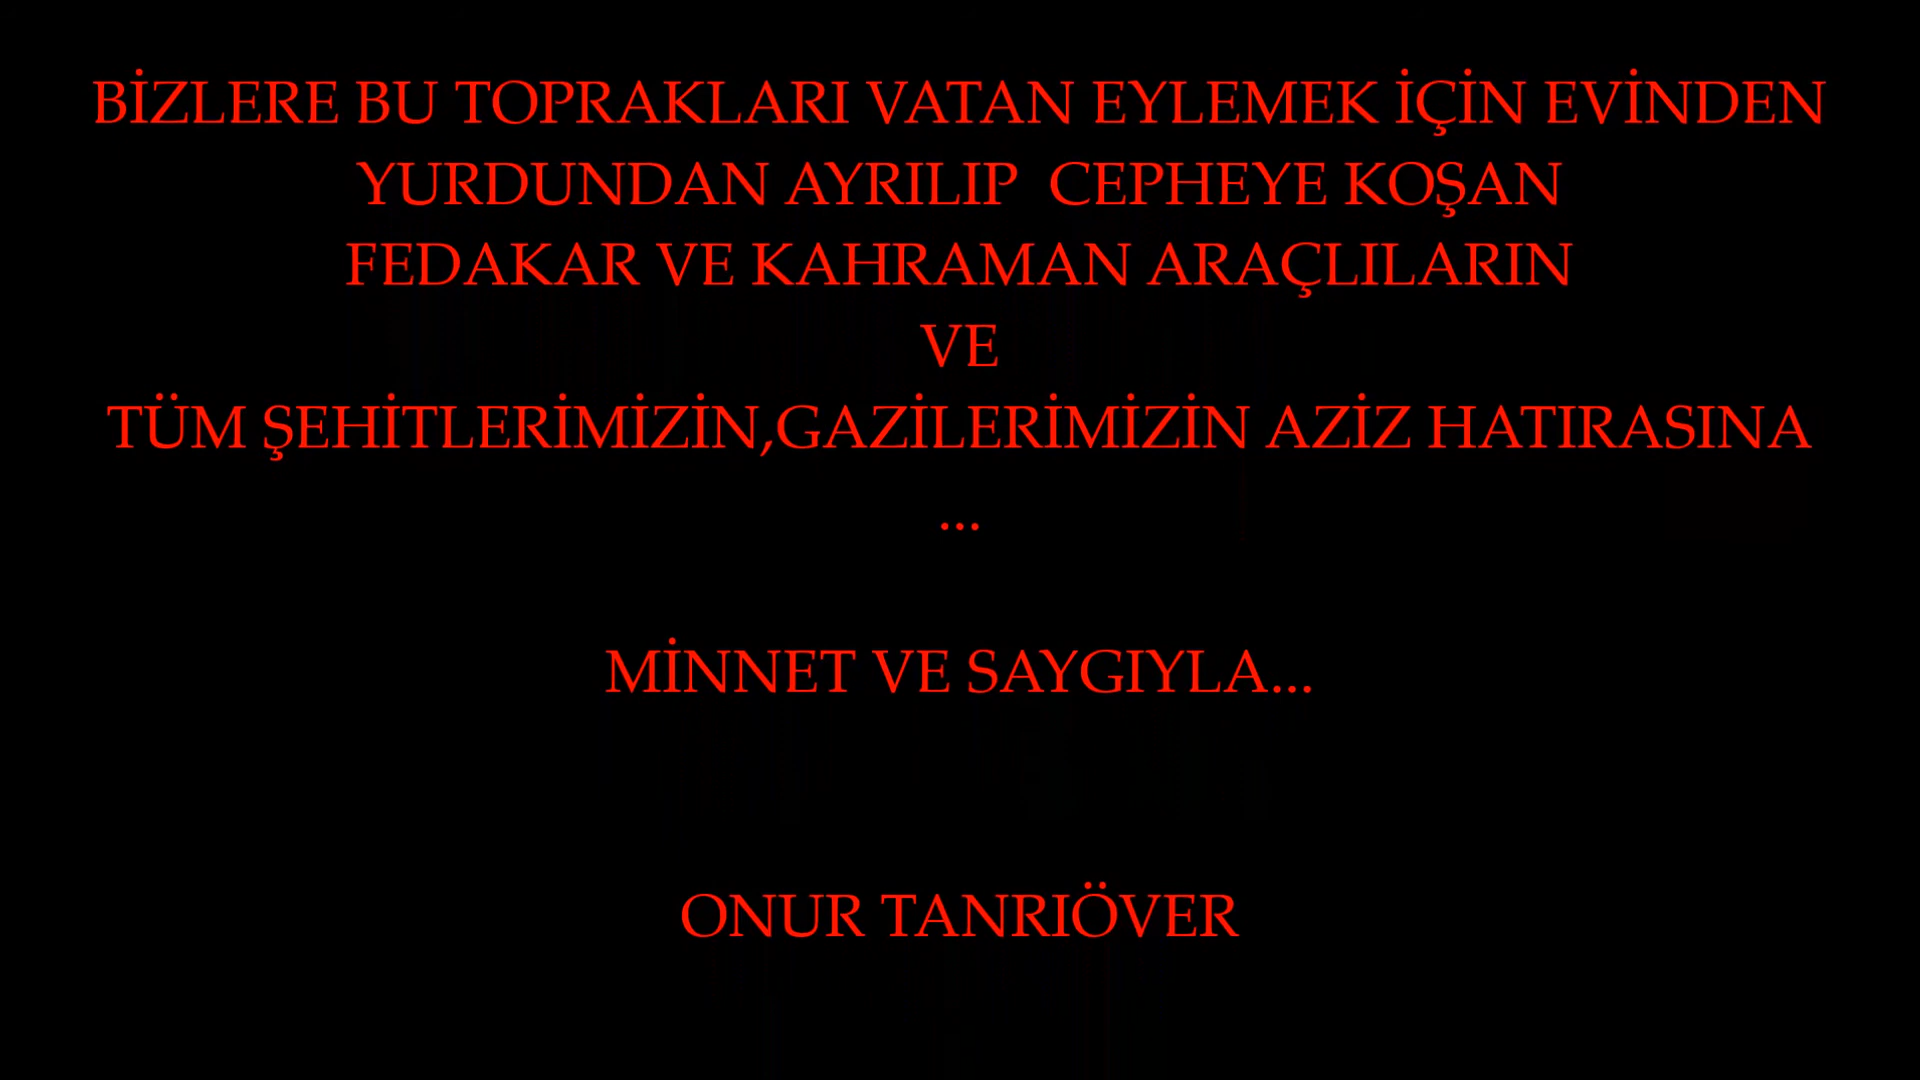 BİZLERE BU TOPRAKLARI VATAN EYLEMEK İÇİN EVİNDEN
YURDUNDAN AYRILIP  CEPHEYE KOŞAN
FEDAKAR VE KAHRAMAN ARAÇLILARIN
VE
TÜM ŞEHİTLERİMİZİN,GAZİLERİMİZİN AZİZ HATIRASINA
...
MİNNET VE SAYGIYLA...
ONUR TANRIÖVER